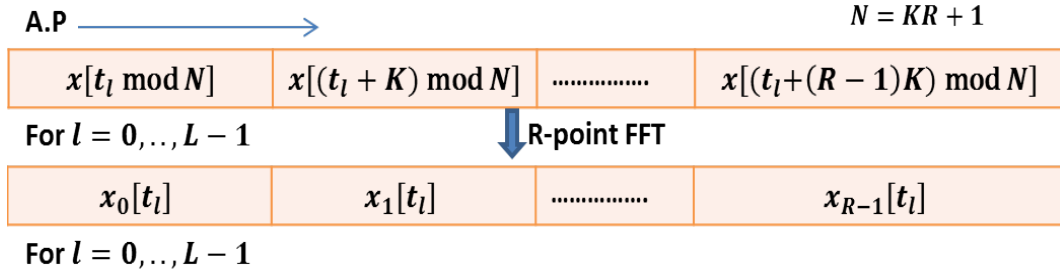 A.P N = KR + 1
x[t_l mod N] x[(t_l + K) mod N] ............... x[(t_l+(R − 1)K) mod N]
For l = 0,..,L − 1 R-point FFT
x_0[t_l] x_1[t_l] ............... x_{R−1}[t_l]
For l = 0,..,L − 1